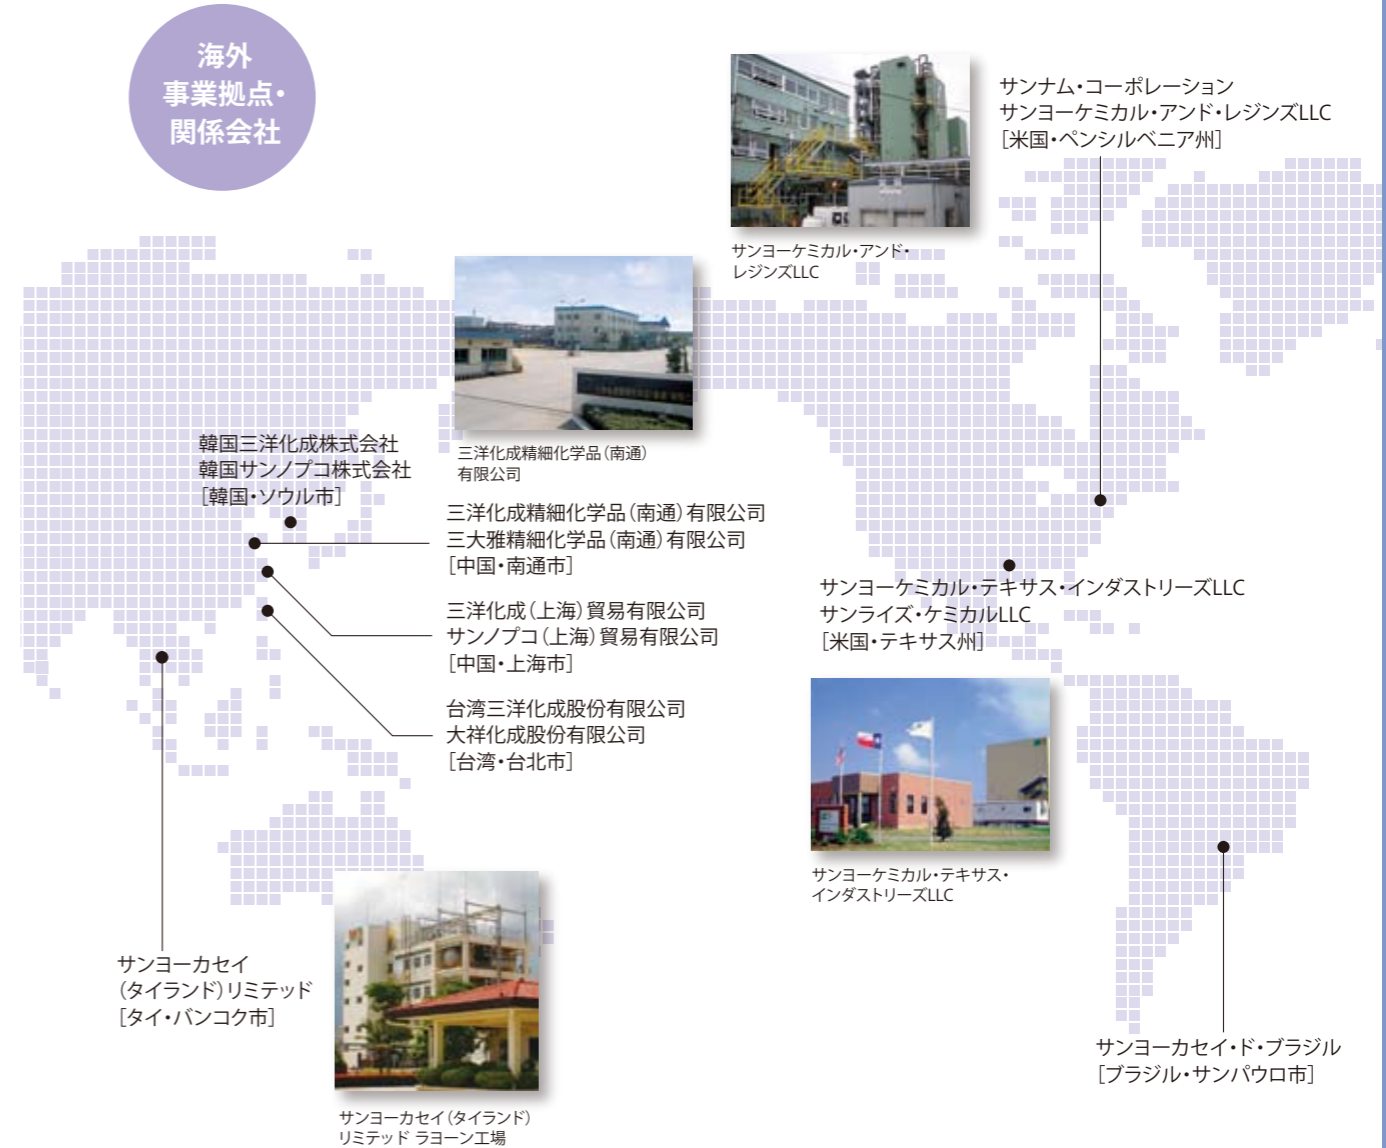 海外
事業拠点・
関係会社
サンナム・コーポレーション
サンヨーケミカル・アンド・レジンズLLC
［米国・ペンシルベニア州］
サンヨーケミカル・アンド・
レジンズLLC
三洋化成精細化学品（南通）
有限公司
韓国三洋化成株式会社
韓国サンノプコ株式会社
［韓国・ソウル市］
三洋化成精細化学品（南通）有限公司
三大雅精細化学品（南通）有限公司
［中国・南通市］
三洋化成（上海）貿易有限公司
サンノプコ（上海）貿易有限公司
［中国・上海市］
台湾三洋化成股份有限公司
大祥化成股份有限公司
［台湾・台北市］
サンヨーケミカル・テキサス・インダストリーズLLC
サンライズ・ケミカルLLC
［米国・テキサス州］
サンヨーケミカル・テキサス・
インダストリーズLLC
サンヨーカセイ
（タイランド）リミテッド
［タイ・バンコク市］
サンヨーカセイ（タイランド）
リミテッド ラヨーン工場
サンヨーカセイ・ド・ブラジル
［ブラジル・サンパウロ市］